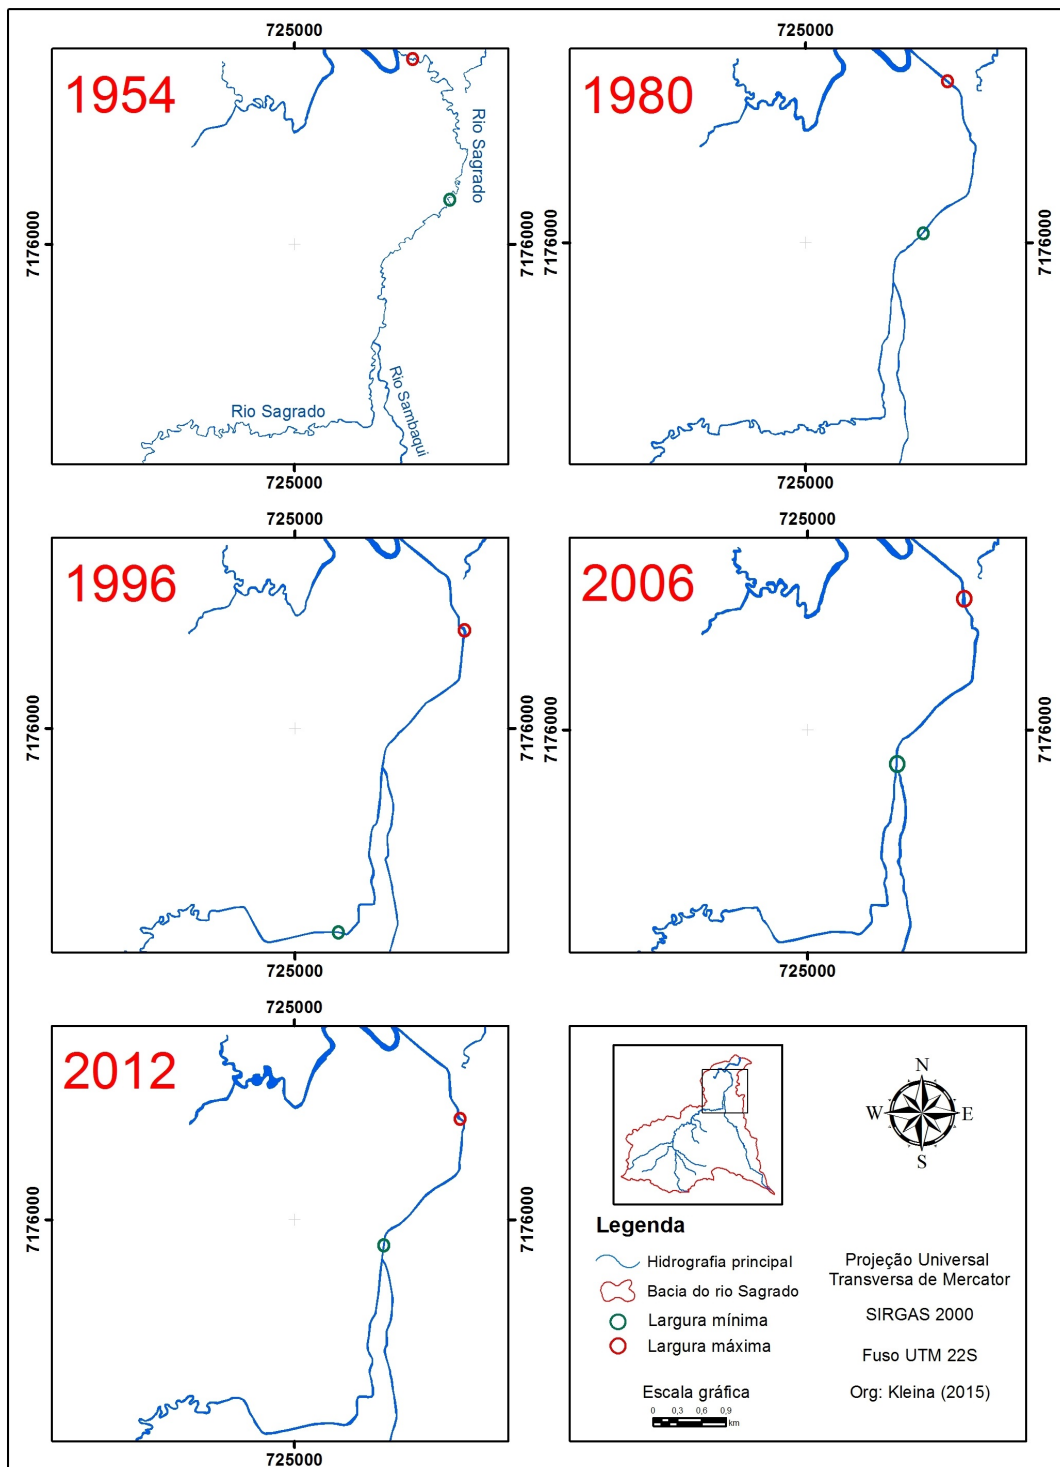 725000
725000
1954
1980
Rio Sagrado
7176000
7176000
7176000
Rio Sambaqui
Rio Sagrado
725000
725000
725000
725000
1996
2006
7176000
7176000
7176000
725000
725000
725000
2012
N
W
E
S
7176000
7176000
Legenda
Hidrografia principal
Bacia do rio Sagrado
Largura mínima
Largura máxima
Escala gráfica
0 0,3 0,6 0,9
km
Projeção Universal
Transversa de Mercator
SIRGAS 2000
Fuso UTM 22S
Org: Kleina (2015)
725000